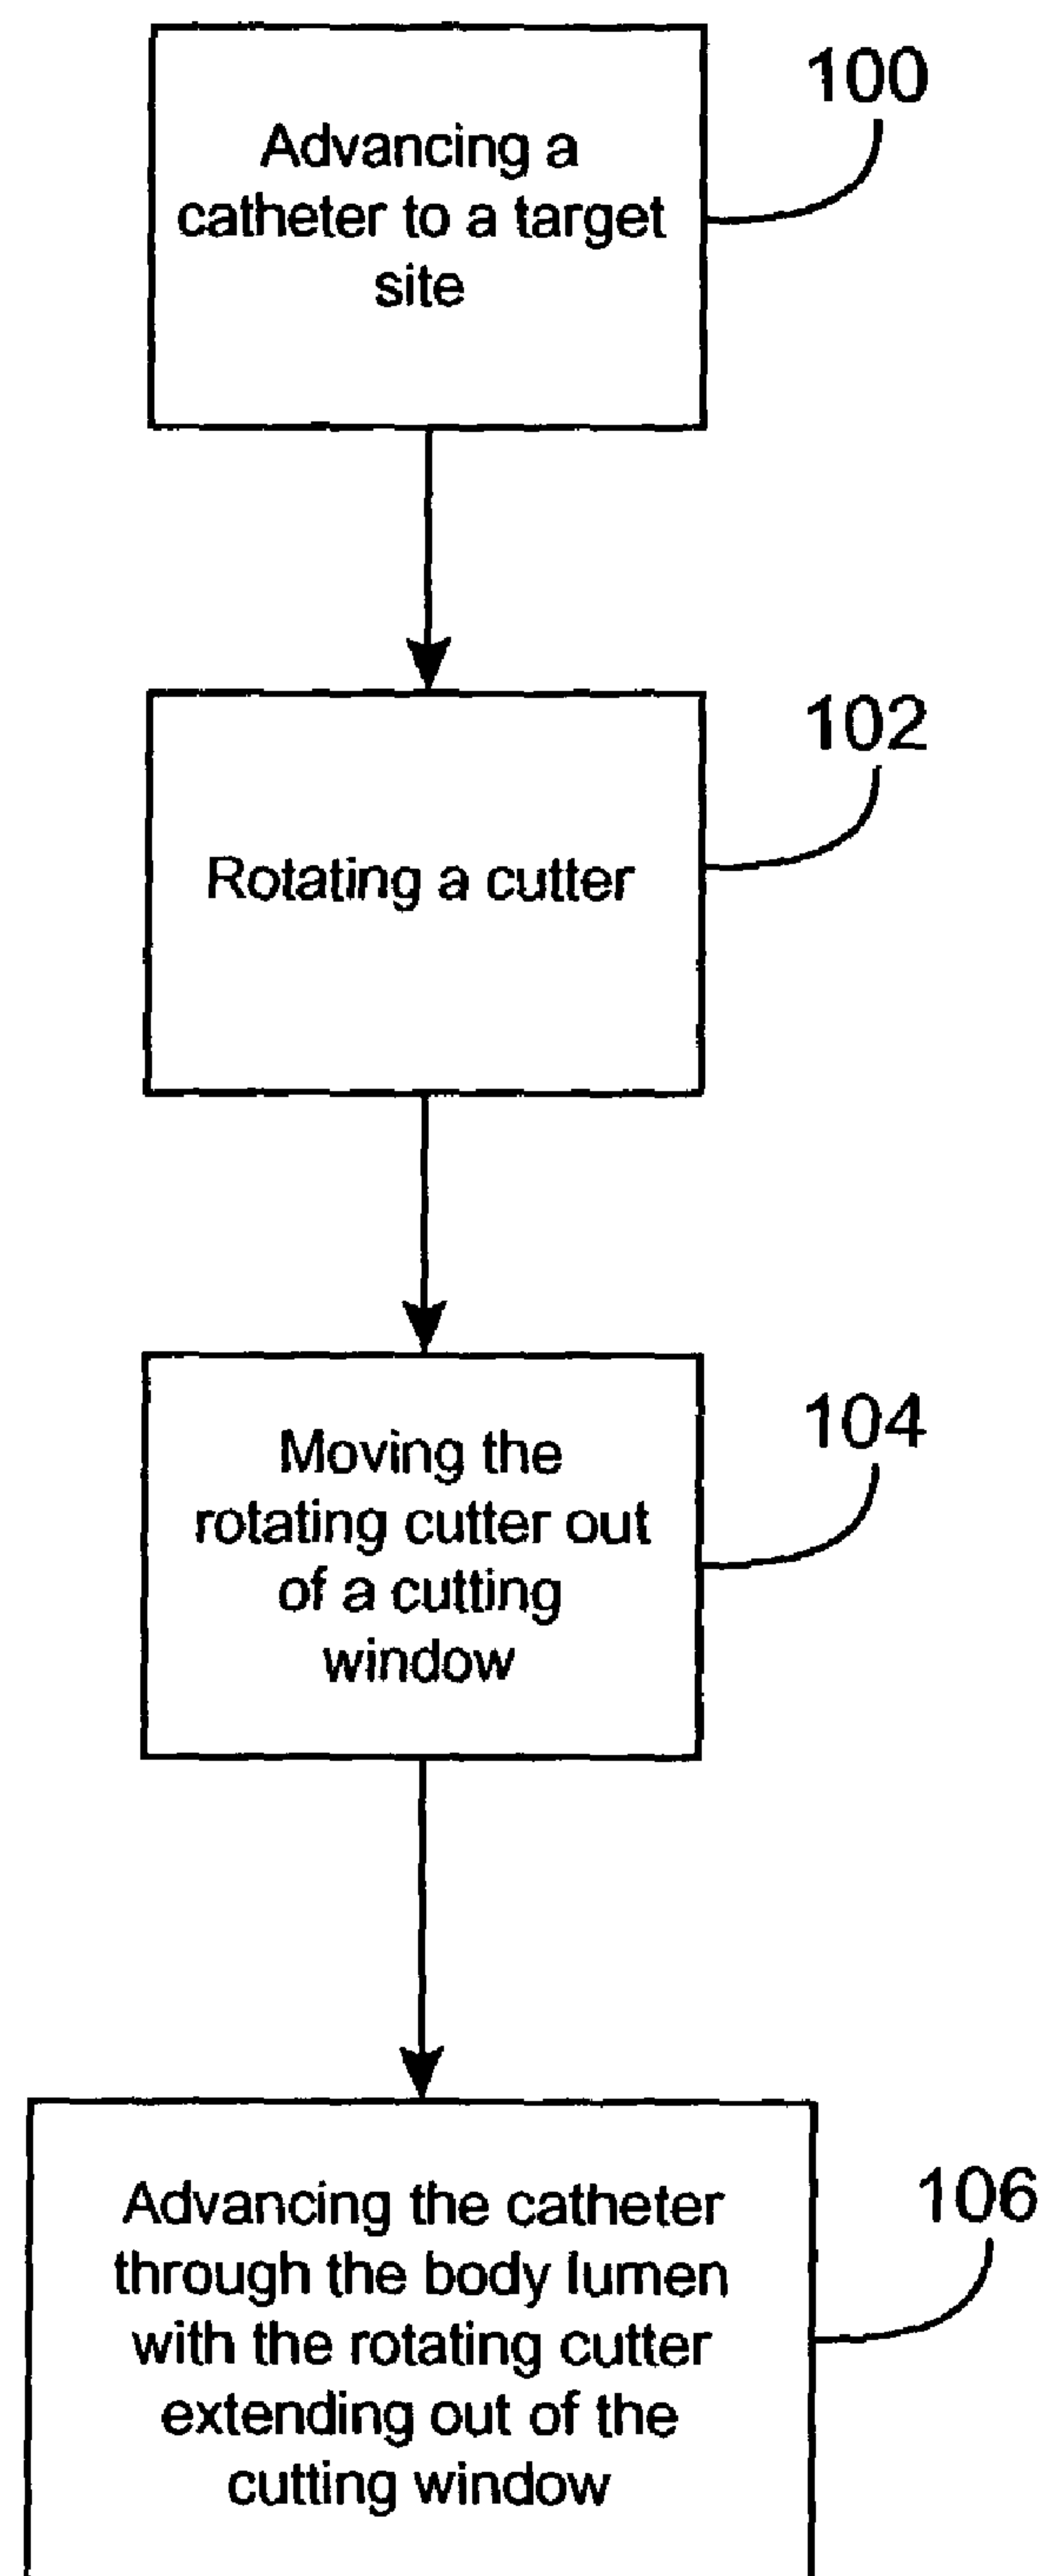 Advancing a
catheter to a target
site
100
Rotating a cutter
102
Moving the
rotating cutter out
of a cutting
window
104
Advancing the catheter
through the body lumen
with the rotating cutter
extending out of the
cutting window
106